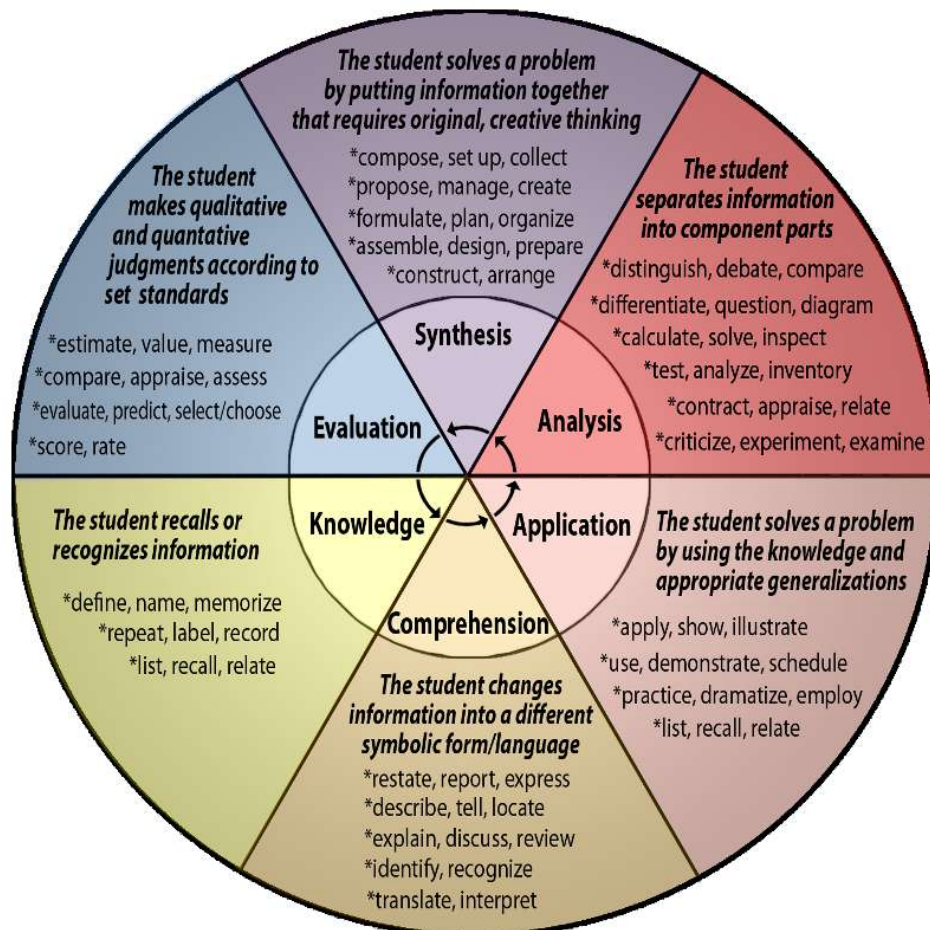 The student solves a problem
by putting information together
that requires original, creative thinking
*compose, set up, collect
*propose, manage, create
*formulate, plan, organize
*assemble, design, prepare
*construct, arrange
Synthesis
The student
separates information
into component parts
*distinguish, debate, compare
*differentiate, question, diagram
*calculate, solve, inspect
*test, analyze, inventory
*contract, appraise, relate
*criticize, experiment, examine
Analysis
The student solves a problem
by using the knowledge and
appropriate generalizations
*apply, show, illustrate
*use, demonstrate, schedule
*practice, dramatize, employ
*list, recall, relate
Application
Comprehension
The student changes
information into a different
symbolic form/language
*restate, report, express
*describe, tell, locate
*explain, discuss, review
*identify, recognize
*translate, interpret
Knowledge
The student recalls or
recognizes information
*define, name, memorize
*repeat, label, record
*list, recall, relate
The student
makes qualitative
and quantative
judgments according to
set standards
*estimate, value, measure
*compare, appraise, assess
*evaluate, predict, select/choose
*score, rate
Evaluation